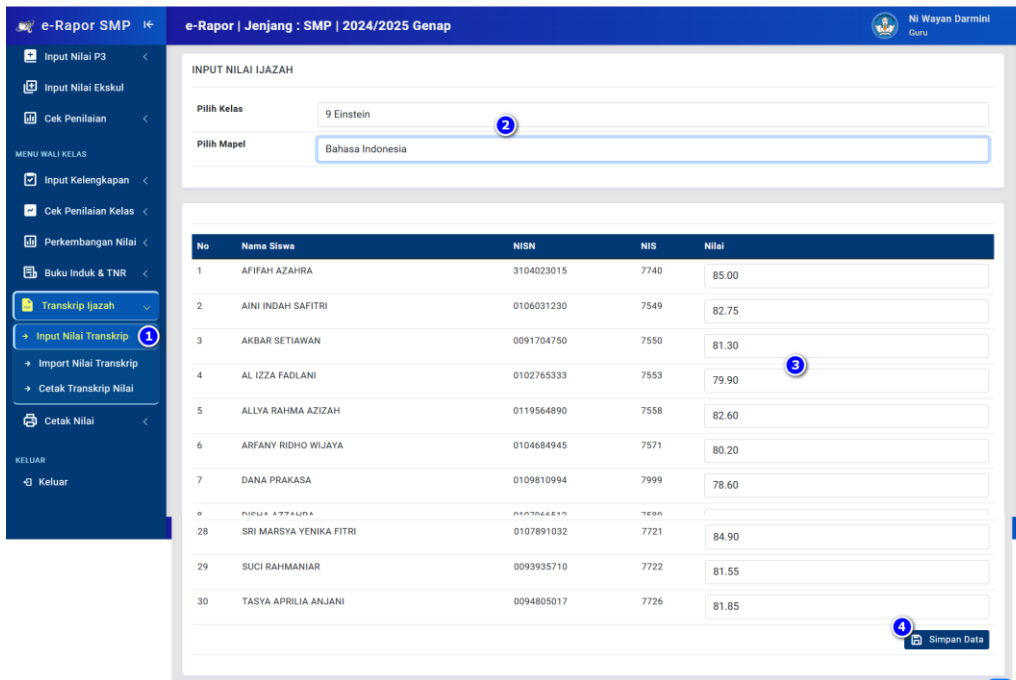 e-Rapor SMP
e-Rapor | Jenjang : SMP | 2024/2025 Genap
Ni Wayan Darmini
Guru
Input Nilai P3
Input Nilai Ekskul
Cek Penilaian
MENU WALI KELAS
Input Kelengkapan
Cek Penilaian Kelas
Perkembangan Nilai
Buku Induk & TNR
Transkrip Ijazah
Input Nilai Transkrip 1
Import Nilai Transkrip
Cetak Transkrip Nilai
Cetak Nilai
KELUAR
Keluar
INPUT NILAI IJAZAH
Pilih Kelas 9 Einstein
2
Pilih Mapel Bahasa Indonesia
No Nama Siswa NISN NIS Nilai
1 AFIFAH AZAHRA 3104023015 7740 85.00
2 AINI INDAH SAFITRI 0106031230 7549 82.75
3 AKBAR SETIAWAN 0091704750 7550 81.30
3
4 AL IZZA FADLANI 0102765333 7553 79.90
5 ALLYA RAHMA AZIZAH 0119564890 7558 82.60
6 ARFANY RIDHO WIJAYA 0104684945 7571 80.20
7 DANA PRAKASA 0109810994 7999 78.60
28 SRI MARSYA YENIKA FITRI 0107891032 7721 84.90
29 SUCI RAHMANIAR 0093935710 7722 81.55
30 TASYA APRILIA ANJANI 0094805017 7726 81.85
4
Simpan Data